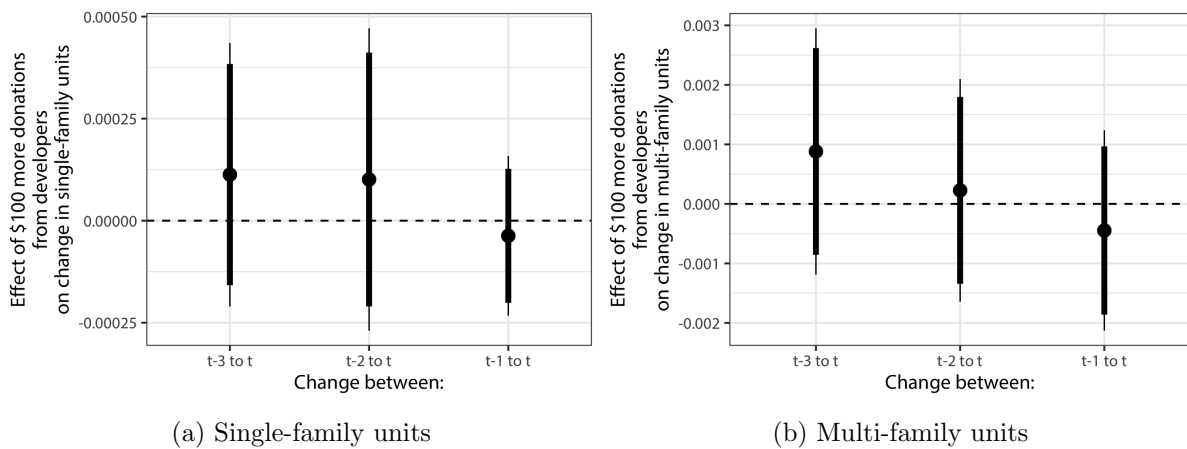 Effect of $100 more donations
from developers
on change in single-family units
0.00050
0.00025
0.00000
-0.00025
t-3 to t
t-2 to t
t-1 to t
Change between:
(a) Single-family units
Effect of $100 more donations
from developers
on change in multi-family units
0.003
0.002
0.001
0.000
-0.001
-0.002
t-3 to t
t-2 to t
t-1 to t
Change between:
(b) Multi-family units